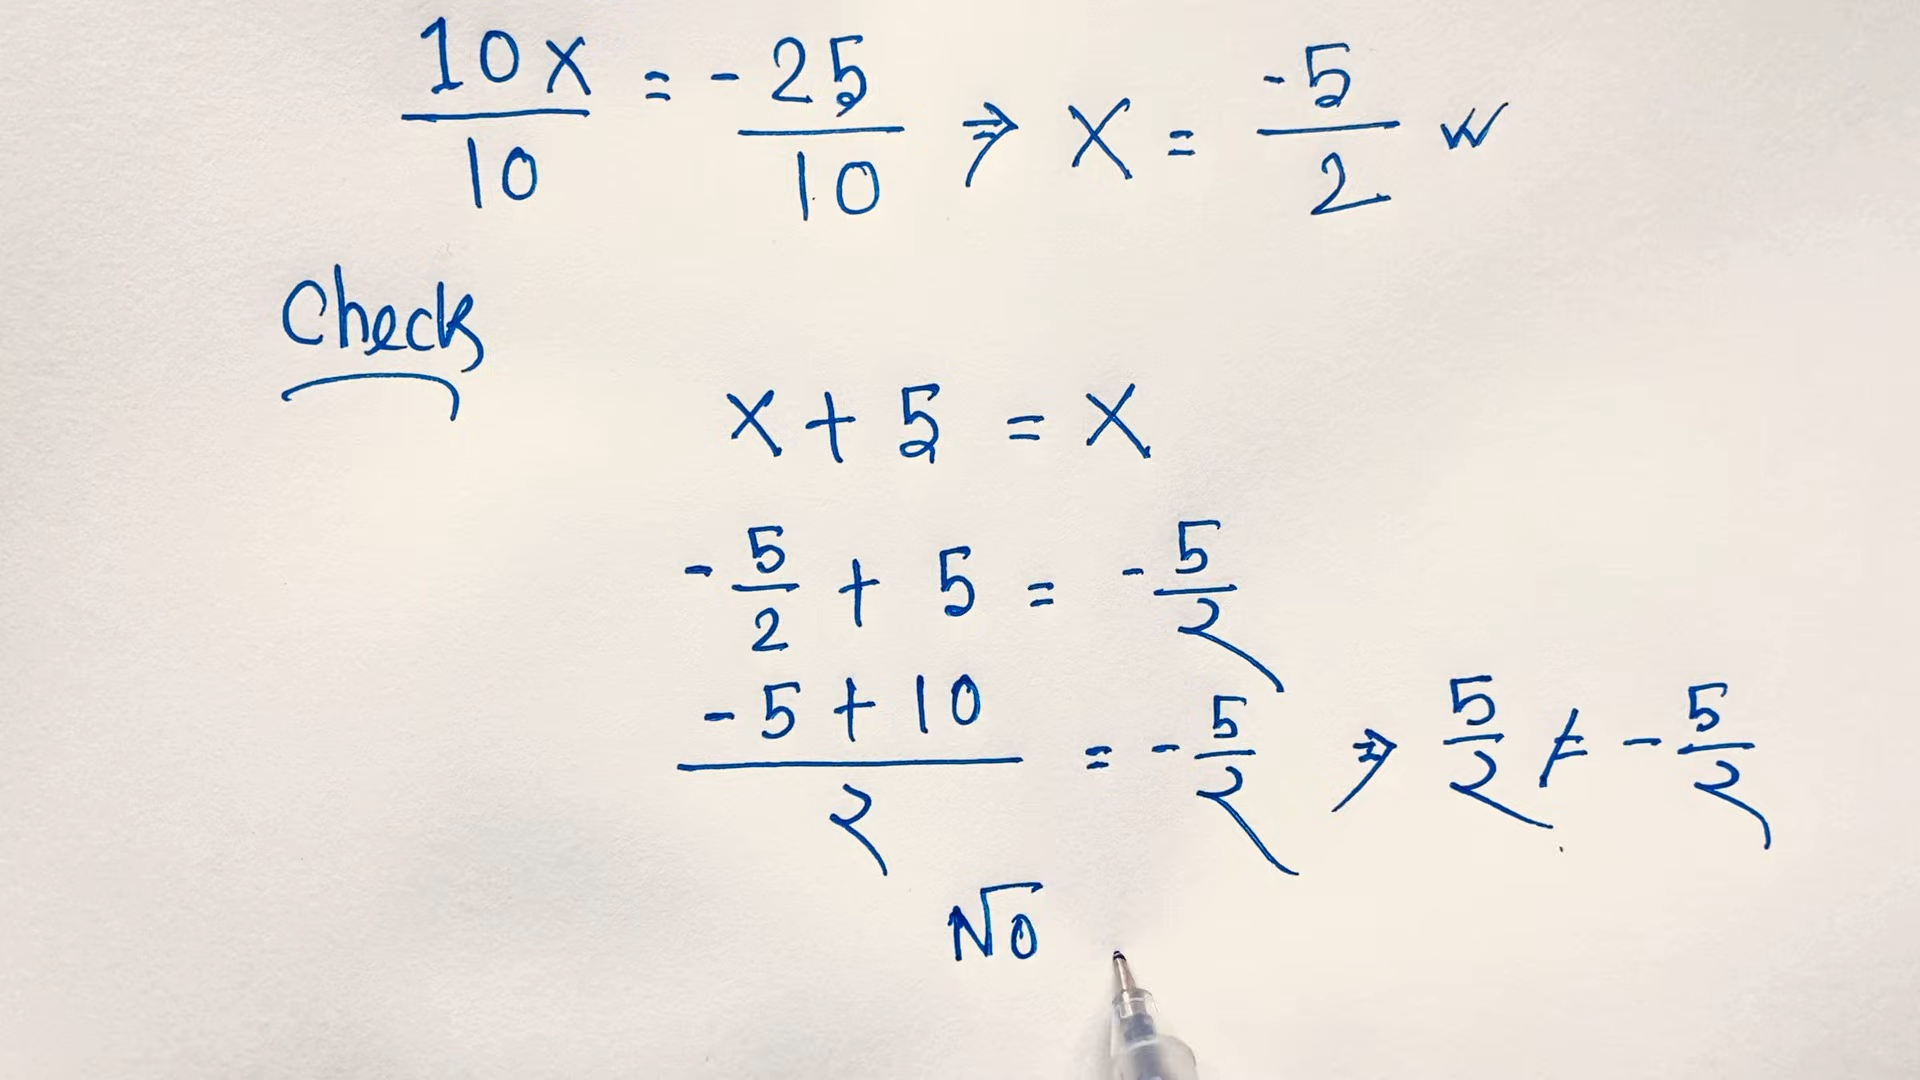 10x/10 = -25/10 ⇒ x = -5/2
Check
x + 5 = x
-5/2 + 5 = -5/2
(-5 + 10)/2 = -5/2 ⇒ 5/2 ≠ -5/2
No